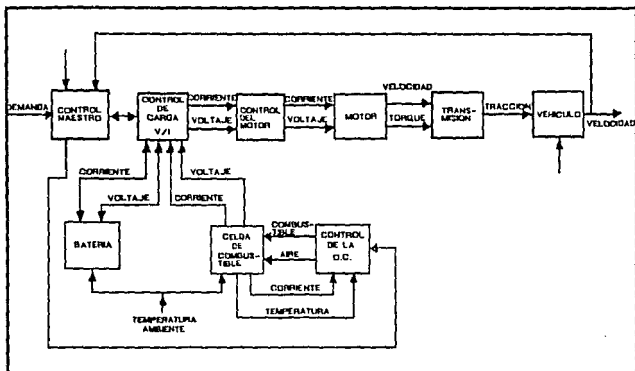 DEMANDA
CONTROL
MAESTRO
CONTROL
DE
CARGA
V/I
CORRIENTE
VOLTAJE
CONTROL
DEL
MOTOR
CORRIENTE
VOLTAJE
MOTOR
VELOCIDAD
TORQUE
TRANS-
MISION
TRACCION
VEHICULO
VELOCIDAD
CORRIENTE
VOLTAJE
CORRIENTE
VOLTAJE
BATERIA
CELDA
DE
COMBUS-
TIBLE
COMBUS-
TIBLE
AIRE
CONTROL
DE LA
C.C.
CORRIENTE
TEMPERATURA
TEMPERATURA
AMBIENTE